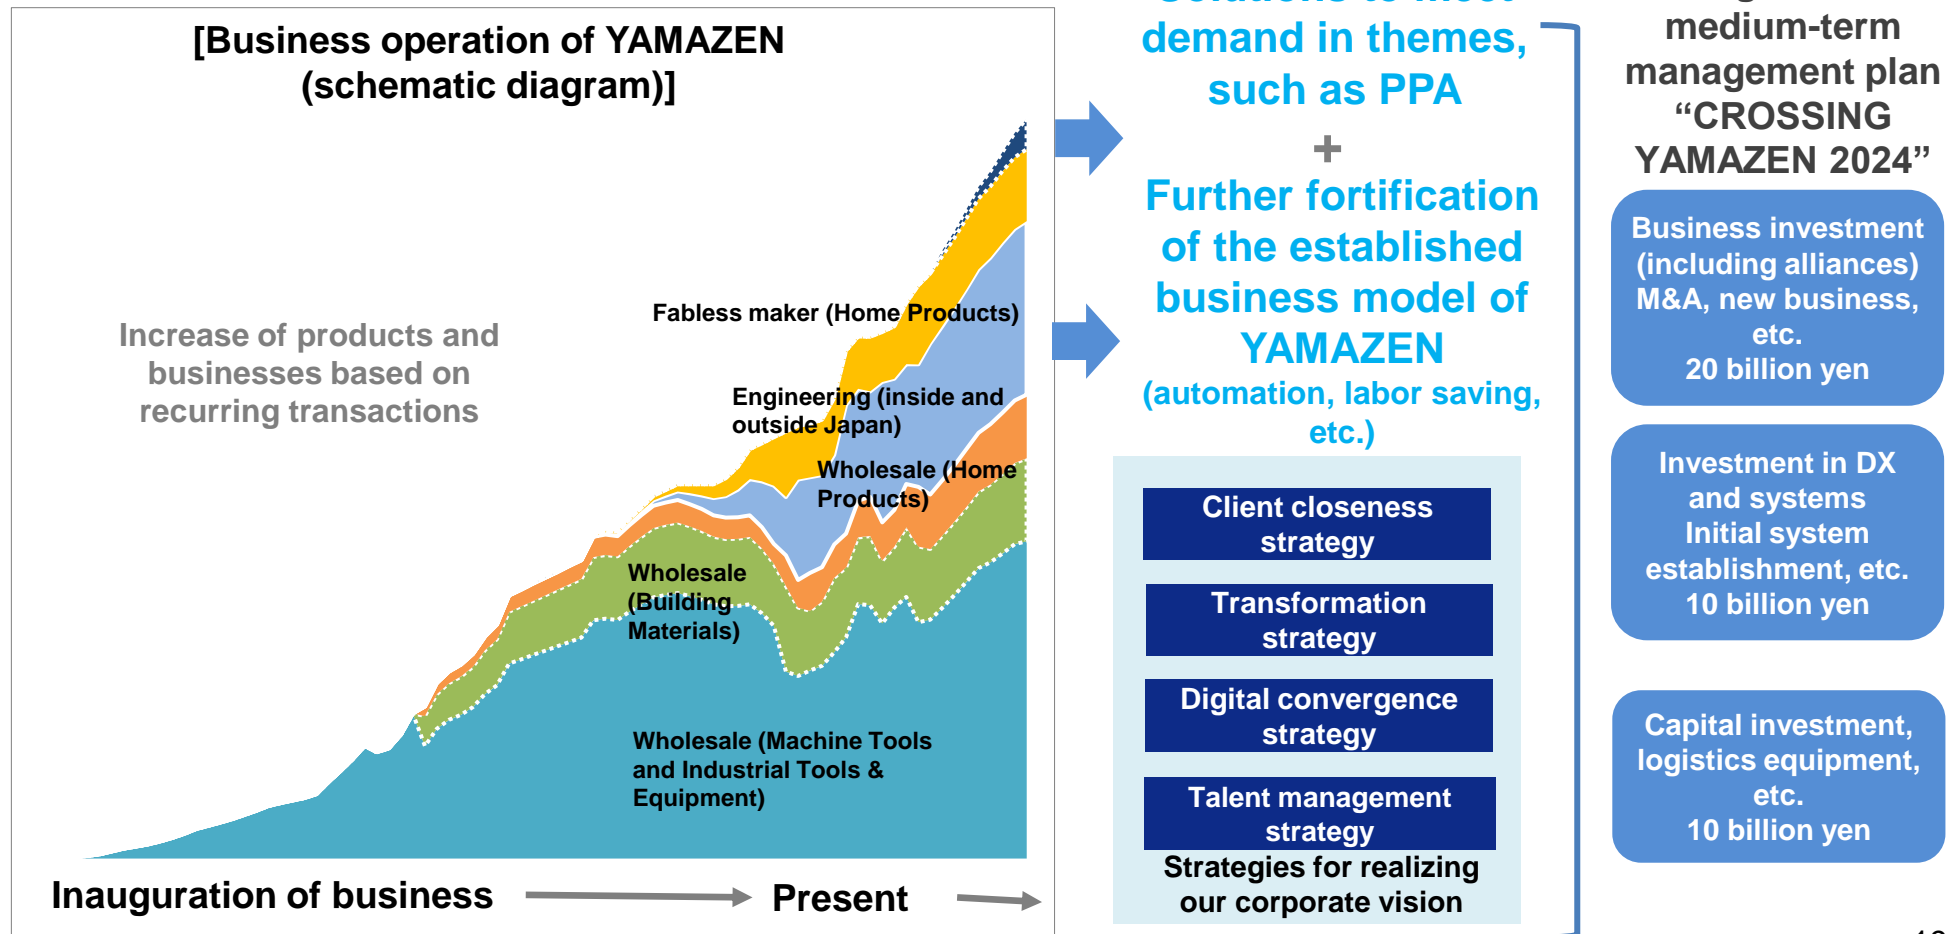 [Business operation of YAMAZEN
(schematic diagram)]
Increase of products and
businesses based on
recurring transactions
Fabless maker (Home Products)
Engineering (inside and
outside Japan)
Wholesale (Home
Products)
Wholesale
(Building
Materials)
Wholesale (Machine Tools
and Industrial Tools &
Equipment)
Inauguration of business
Present
Solutions to meet
demand in themes,
such as PPA
+
Further fortification
of the established
business model of
YAMAZEN
(automation, labor saving,
etc.)
Client closeness
strategy
Transformation
strategy
Digital convergence
strategy
Talent management
strategy
Strategies for realizing
our corporate vision
medium-term
management plan
“CROSSING
YAMAZEN 2024”
Business investment
(including alliances)
M&A, new business,
etc.
20 billion yen
Investment in DX
and systems
Initial system
establishment, etc.
10 billion yen
Capital investment,
logistics equipment,
etc.
10 billion yen